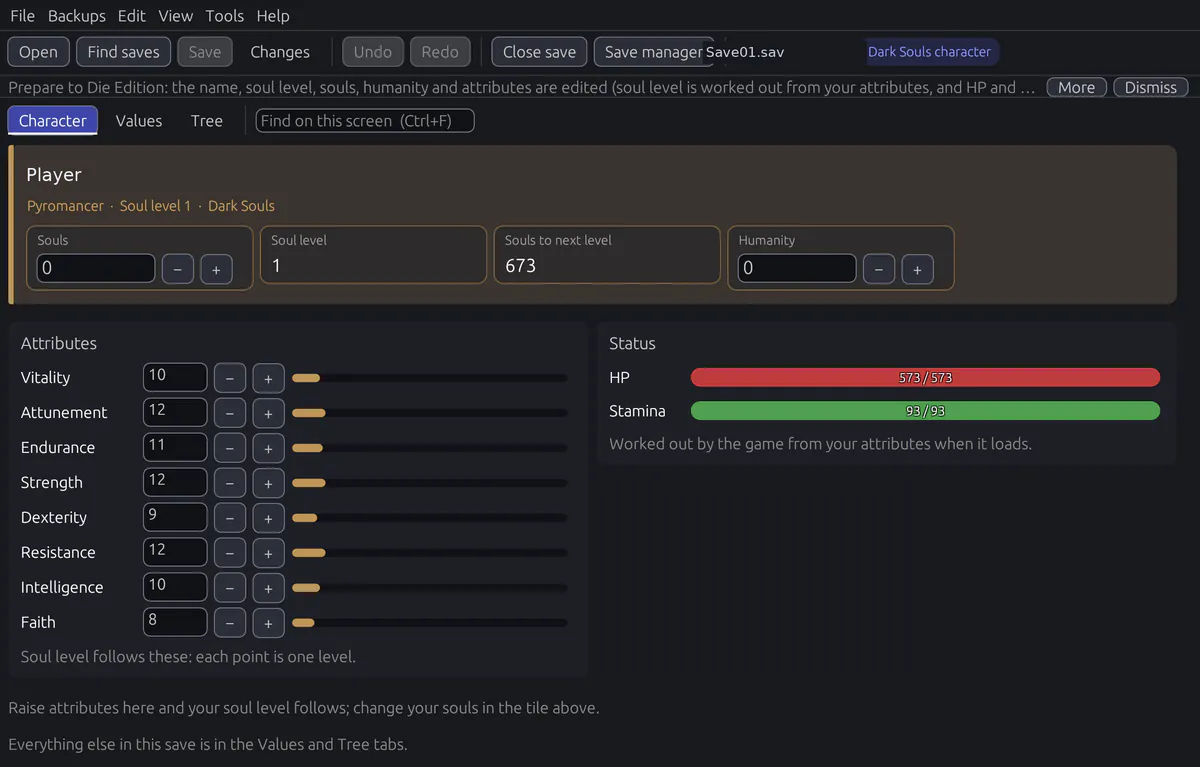 File Backups Edit View Tools Help
Open Find saves Save Changes Undo Redo Close save Save manager Save01.sav Dark Souls character
Prepare to Die Edition: the name, soul level, souls, humanity and attributes are edited (soul level is worked out from your attributes, and HP and ... More Dismiss
Character Values Tree Find on this screen (Ctrl+F)
Player
Pyromancer · Soul level 1 · Dark Souls
Souls Soul level Souls to next level Humanity
0 − + 1 673 0 − +
Attributes
Vitality 10 − +
Attunement 12 − +
Endurance 11 − +
Strength 12 − +
Dexterity 9 − +
Resistance 12 − +
Intelligence 10 − +
Faith 8 − +
Soul level follows these: each point is one level.
Status
HP 573 / 573
Stamina 93 / 93
Worked out by the game from your attributes when it loads.
Raise attributes here and your soul level follows; change your souls in the tile above.
Everything else in this save is in the Values and Tree tabs.